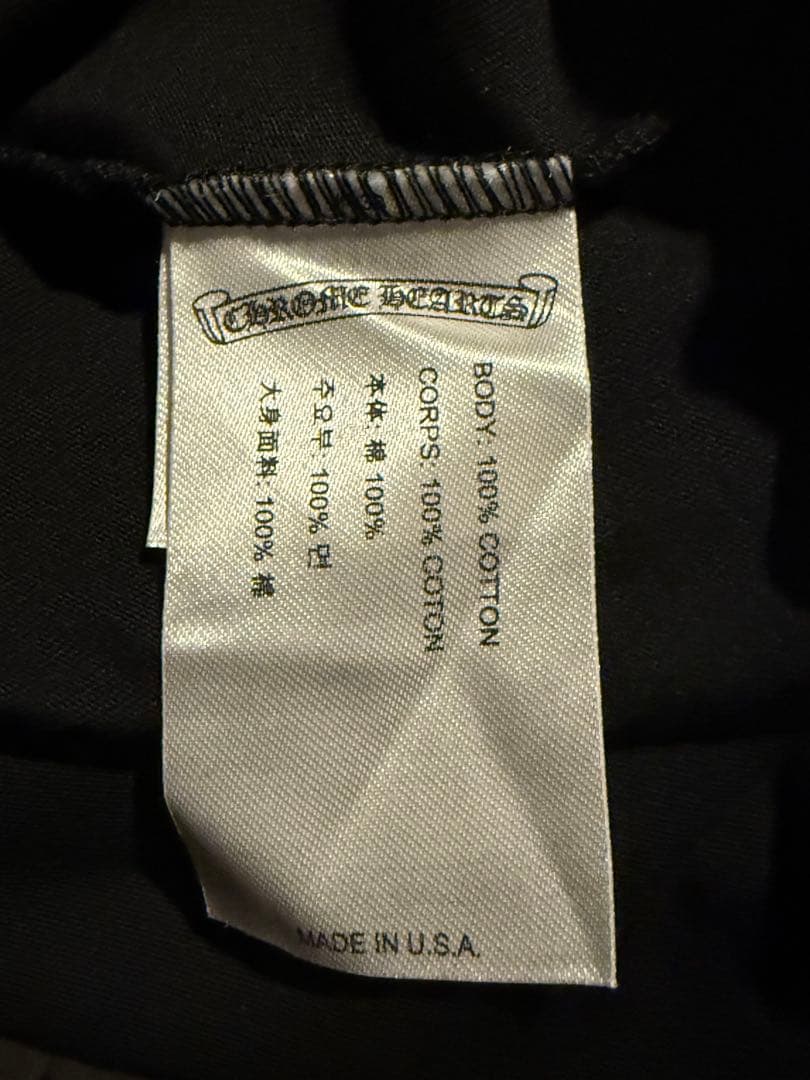 CHROME HEARTS
BODY: 100% COTTON
CORPS: 100% COTON
本体: 棉 100%
주요부: 100% 면
大身面料: 100% 棉
MADE IN U.S.A.